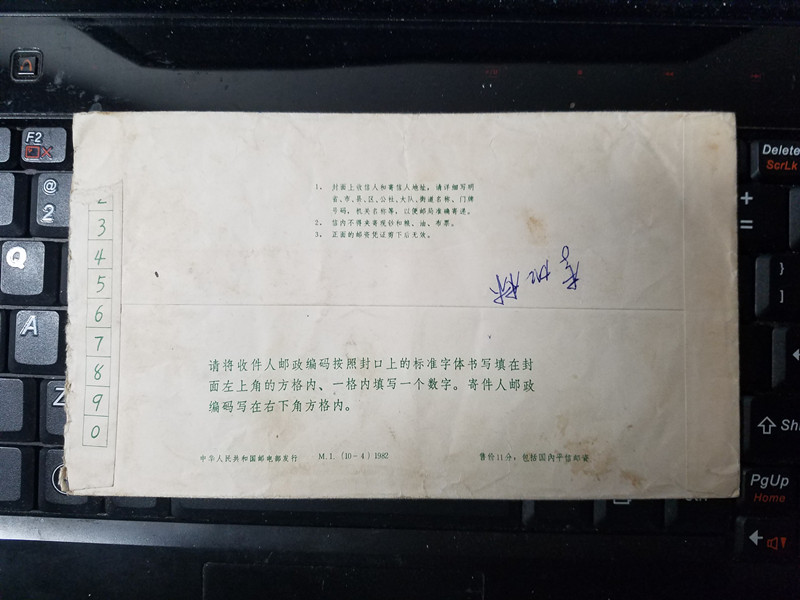 1. 封面上收信人和寄信人地址，请详细写明
省、市、县、区、公社、大队、街道名称、门牌
号码，机关名称等，以便邮局准确寄递。
2. 信内不得夹寄现钞和粮、油、布票。
3. 正面的邮资凭证剪下后无效。
请将收件人邮政编码按照封口上的标准字体书写填在封
面左上角的方格内、一格内填写一个数字。寄件人邮政
编码写在右下角方格内。
中华人民共和国邮电部发行 M.I. (10-4) 1982
售价11分，包括国内平信邮资
2
3
4
5
6
7
8
9
0
F2
@
2
Q
A
Z
Delete
ScrLk
+
=
}
]
Shi
PgUp
Home